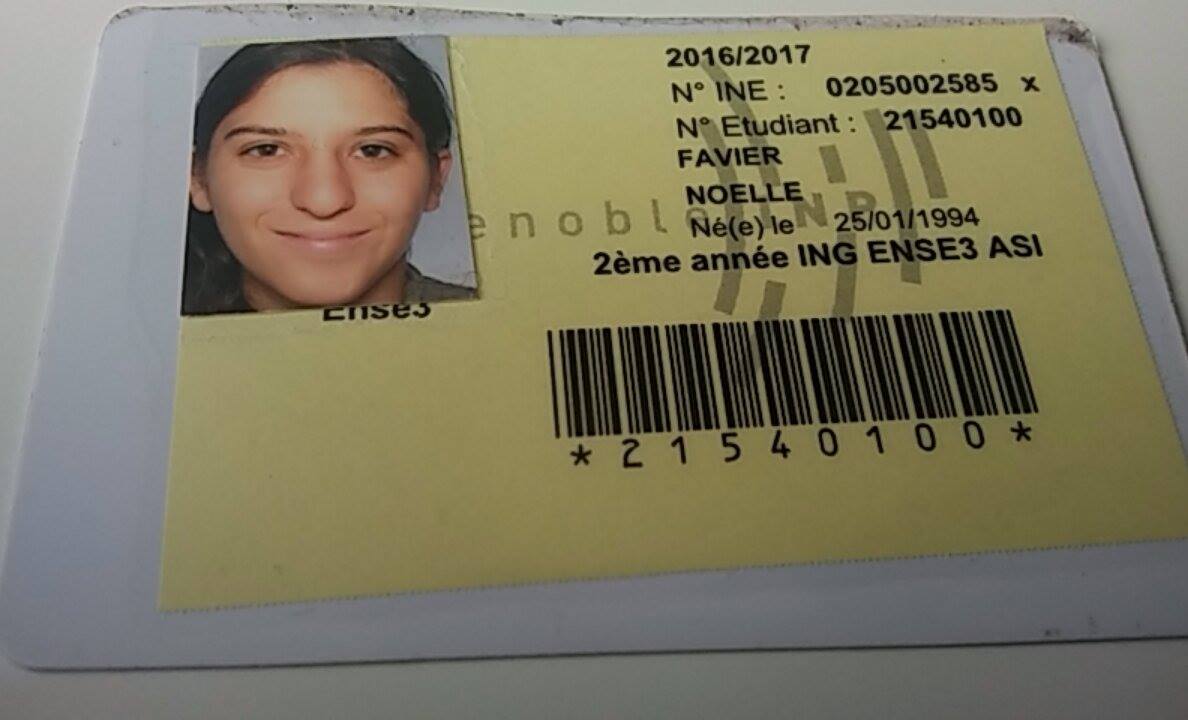 2016/2017
N° INE : 0205002585 x
N° Etudiant : 21540100
FAVIER
NOELLE
enoble INP
Né(e) le 25/01/1994
2ème année ING ENSE3 ASI
Ense3
*21540100*